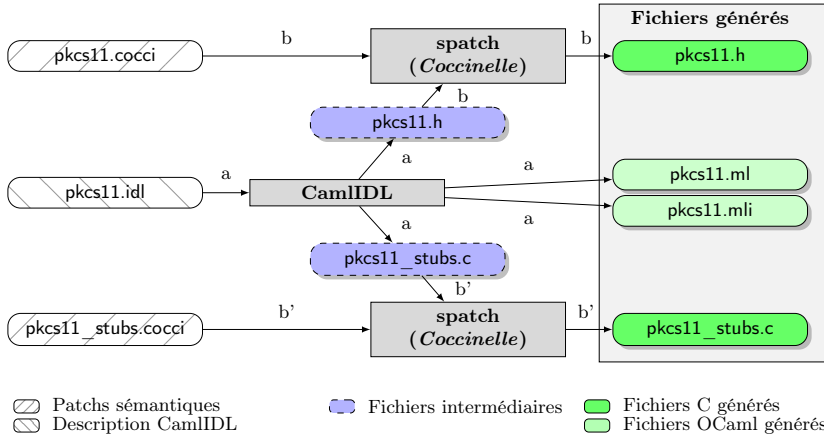 Fichiers générés
pkcs11.cocci
b
spatch
(Coccinelle)
b
pkcs11.h
b
pkcs11.h
a
pkcs11.idl
a
CamlIDL
a
pkcs11.ml
a
pkcs11.mli
a
pkcs11_stubs.c
b'
pkcs11_stubs.cocci
b'
spatch
(Coccinelle)
b'
pkcs11_stubs.c
Patchs sémantiques
Description CamlIDL
Fichiers intermédiaires
Fichiers C générés
Fichiers OCaml générés